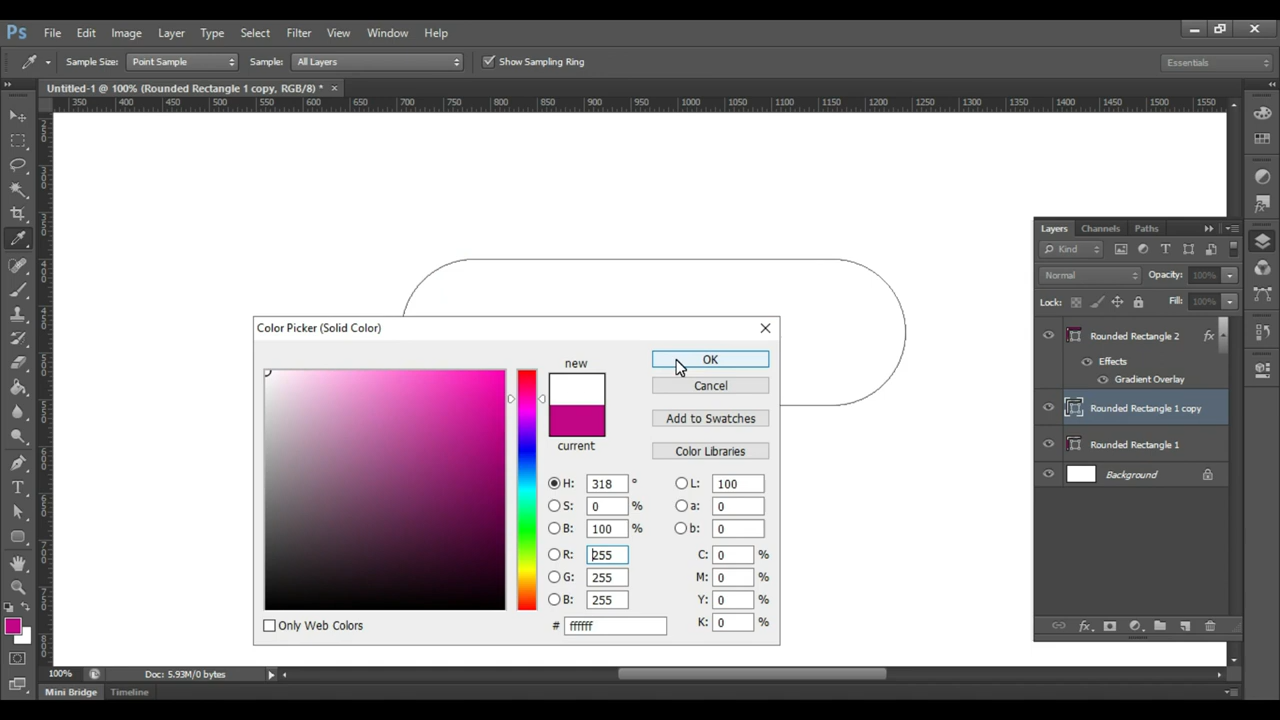 Ps File Edit Image Layer Type Select Filter View Window Help
Sample Size: Point Sample Sample: All Layers Show Sampling Ring Essentials
Untitled-1 @ 100% (Rounded Rectangle 1 copy, RGB/8) * ×
350 400 450 500 550 600 650 700 750 800 850 900 950 1000 1050 1100 1150 1200 1250 1300 1350 1400 1450 1500 1550
Layers Channels Paths
Kind
Normal Opacity: 100%
Lock: Fill: 100%
Rounded Rectangle 2 fx
Effects
Gradient Overlay
Rounded Rectangle 1 copy
Rounded Rectangle 1
Background
Color Picker (Solid Color)
new
current
OK
Cancel
Add to Swatches
Color Libraries
H: 318 °
S: 0 %
B: 100 %
R: 255
G: 255
B: 255
# ffffff
L: 100
a: 0
b: 0
C: 0 %
M: 0 %
Y: 0 %
K: 0 %
Only Web Colors
100% Doc: 5.93M/0 bytes
Mini Bridge Timeline